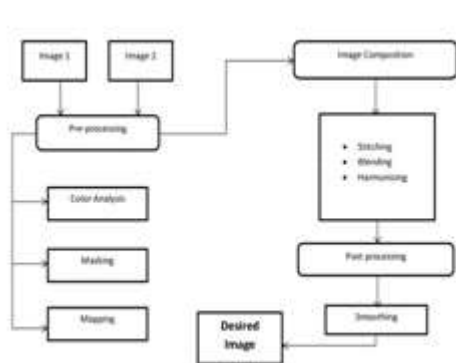 Image 1
Image 2
Image Composition
Pre-processing
• Stitching
• Blending
• Harmonizing
Color Analysis
Masking
Post processing
Mapping
Smoothing
Desired
Image